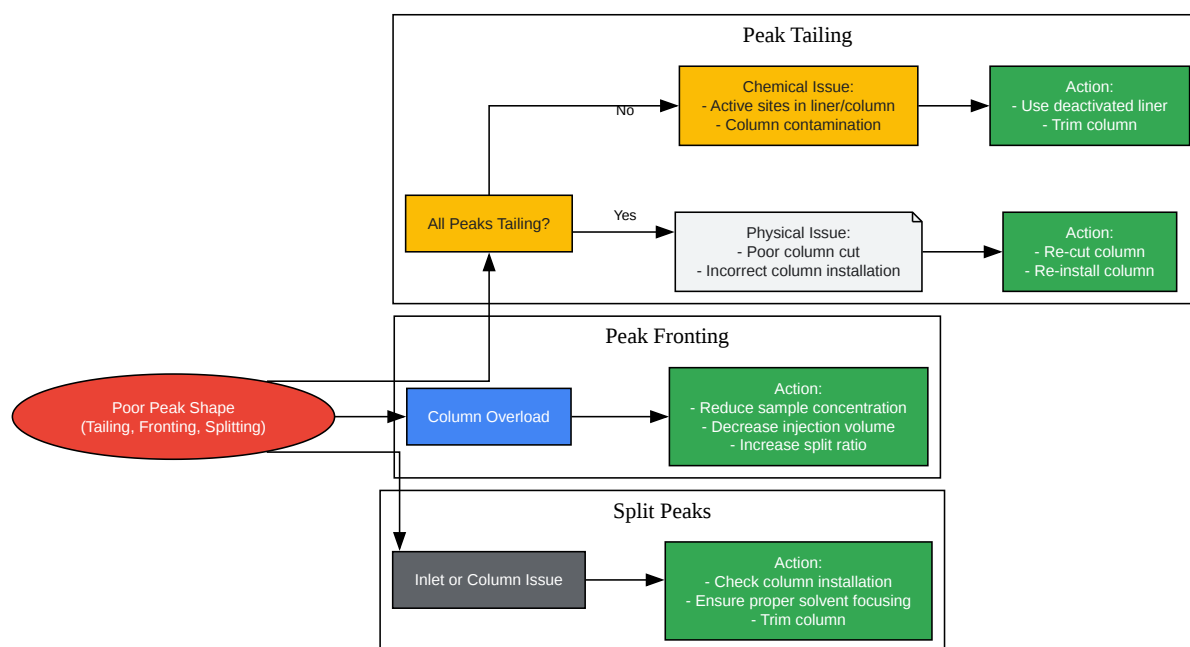 Peak Tailing
Chemical Issue:
- Active sites in liner/column
- Column contamination
Action:
- Use deactivated liner
- Trim column
No
All Peaks Tailing?
Yes
Physical Issue:
- Poor column cut
- Incorrect column installation
Action:
- Re-cut column
- Re-install column
Peak Fronting
Poor Peak Shape
(Tailing, Fronting, Splitting)
Column Overload
Action:
- Reduce sample concentration
- Decrease injection volume
- Increase split ratio
Split Peaks
Inlet or Column Issue
Action:
- Check column installation
- Ensure proper solvent focusing
- Trim column